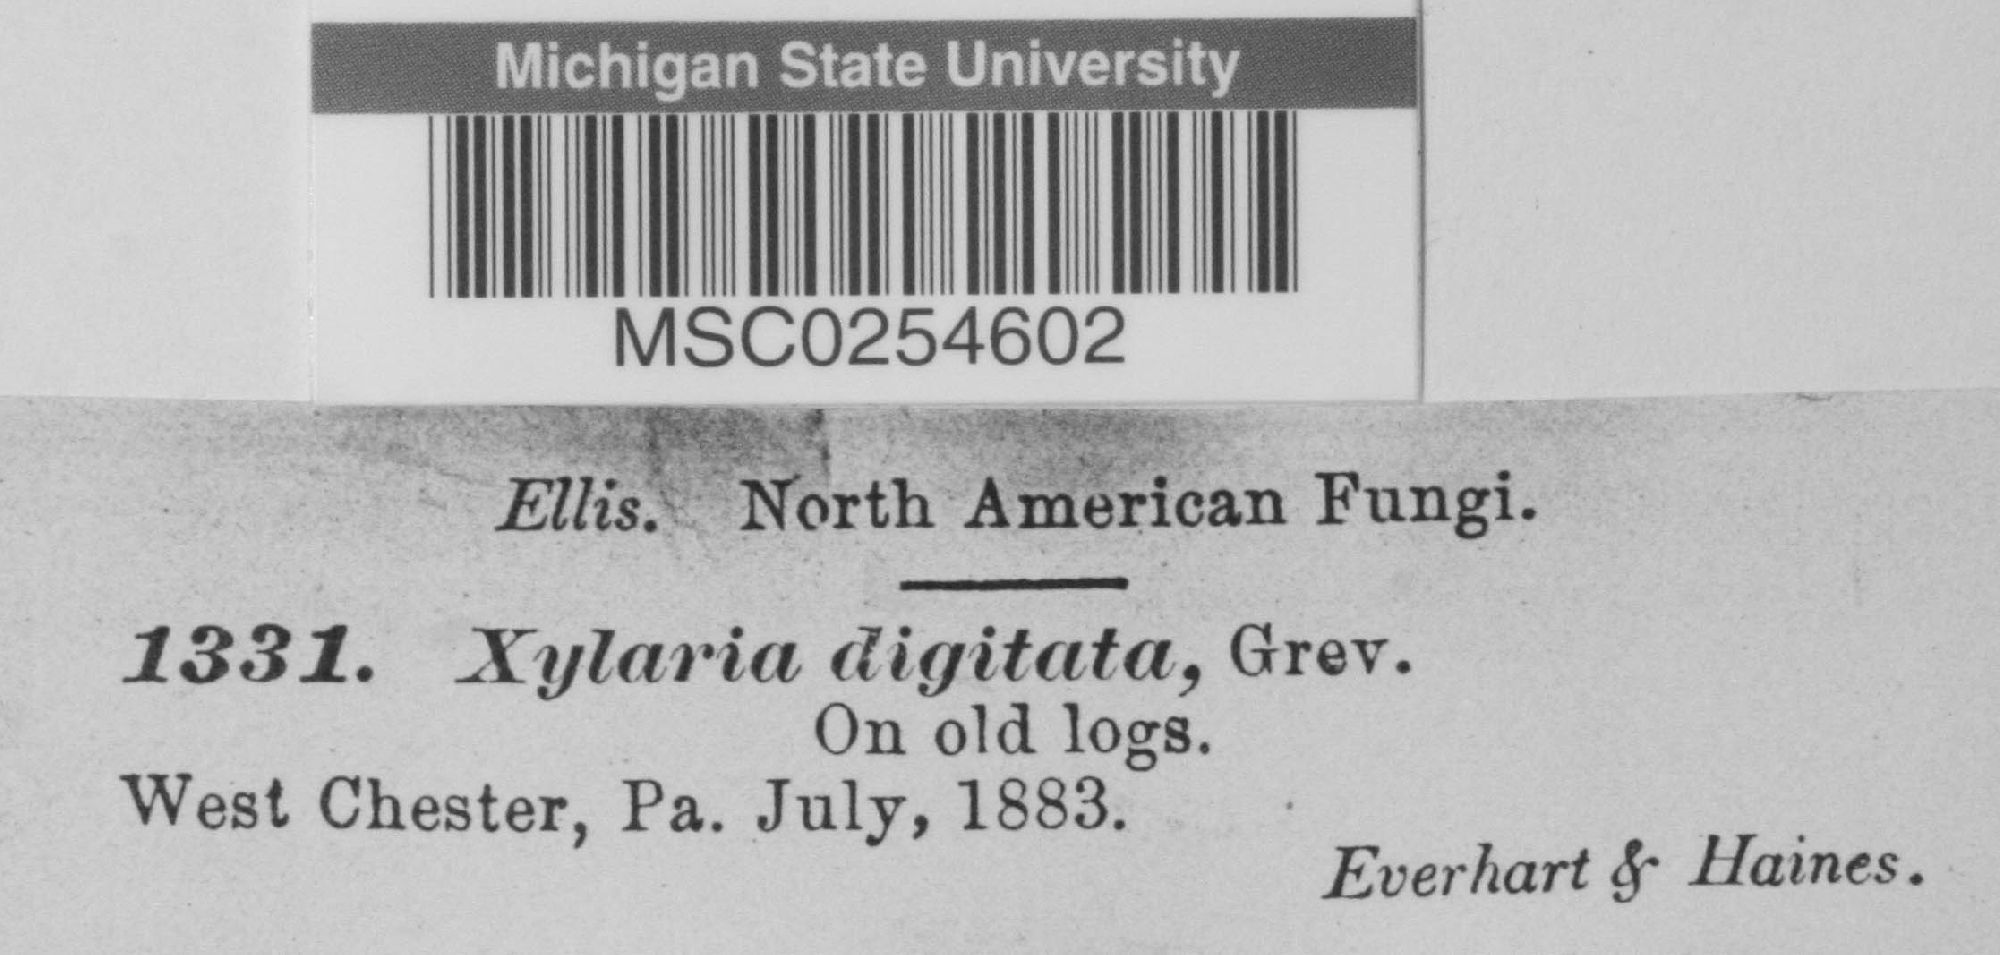 Michigan State University
MSC0254602
Ellis. North American Fungi.
1331. Xylaria digitata, Grev.
On old logs.
West Chester, Pa. July, 1883.
Everhart & Haines.